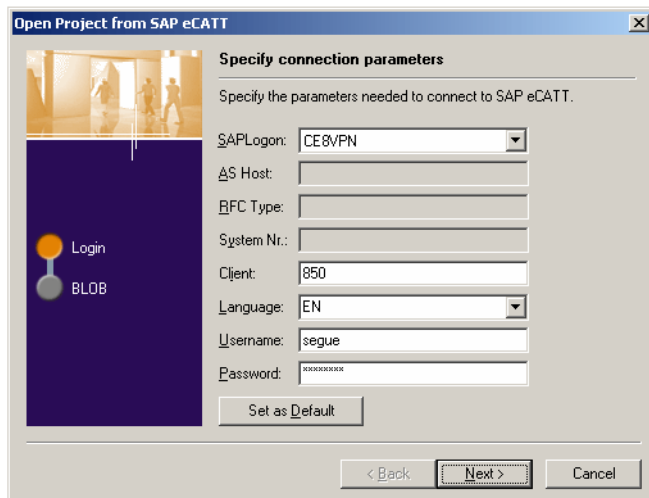 Open Project from SAP eCATT
Specify connection parameters
Specify the parameters needed to connect to SAP eCATT.
SAPLogon: CE8VPN
AS Host:
RFC Type:
System Nr.:
Login
Client: 850
BLOB
Language: EN
Username: segue
Password: ××××××××
Set as Default
< Back Next > Cancel